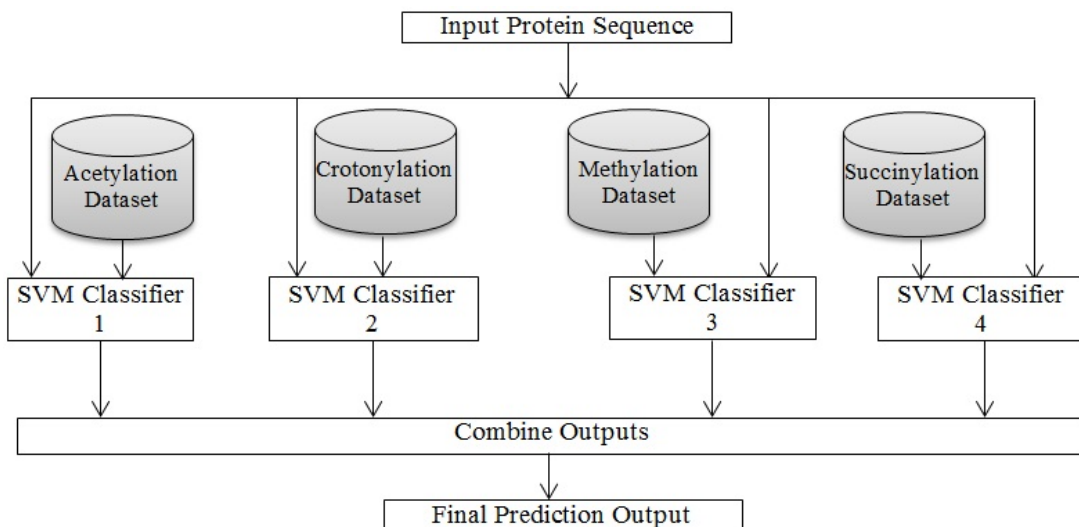 Input Protein Sequence
Acetylation
Dataset
Crotonylation
Dataset
Methylation
Dataset
Succinylation
Dataset
SVM Classifier
1
SVM Classifier
2
SVM Classifier
3
SVM Classifier
4
Combine Outputs
Final Prediction Output